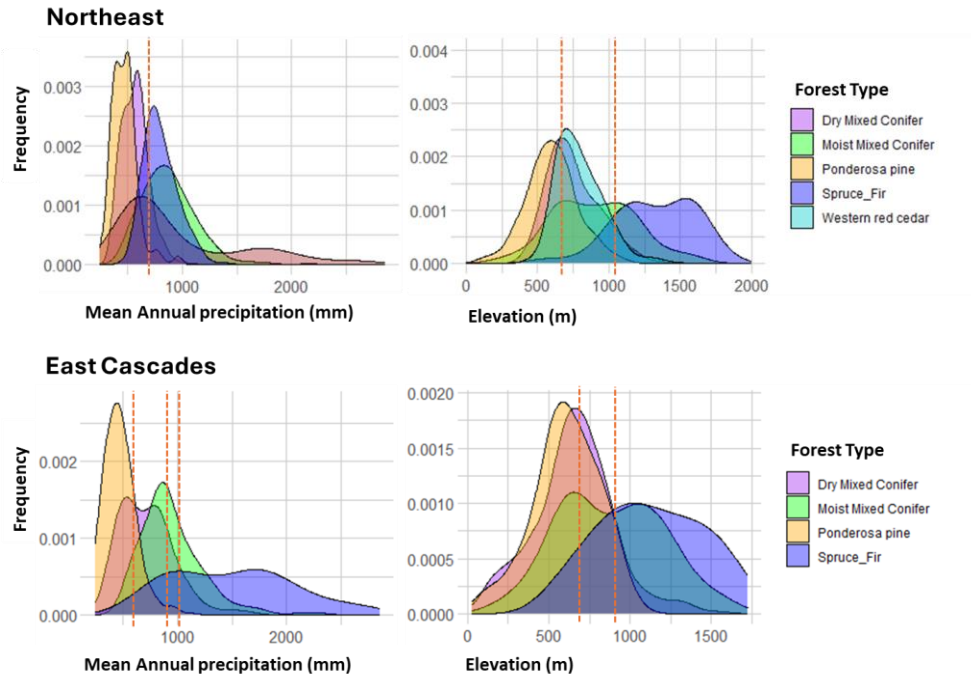 Northeast
Frequency
0.003
0.002
0.001
0.000
1000
2000
Mean Annual precipitation (mm)
0.004
0.003
0.002
0.001
0.000
0
500
1000
1500
2000
Elevation (m)
Forest Type
Dry Mixed Conifer
Moist Mixed Conifer
Ponderosa pine
Spruce_Fir
Western red cedar
East Cascades
Frequency
0.002
0.001
0.000
1000
2000
Mean Annual precipitation (mm)
0.0020
0.0015
0.0010
0.0005
0.0000
0
500
1000
1500
Elevation (m)
Forest Type
Dry Mixed Conifer
Moist Mixed Conifer
Ponderosa pine
Spruce_Fir